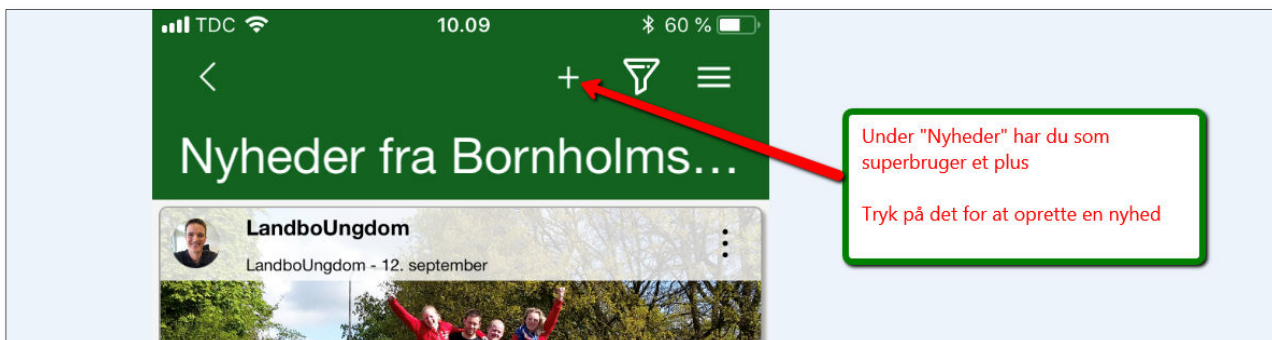 TDC 10.09 60 %
Nyheder fra Bornholms...
LandboUngdom
LandboUngdom - 12. september
Under "Nyheder" har du som
superbruger et plus
Tryk på det for at oprette en nyhed